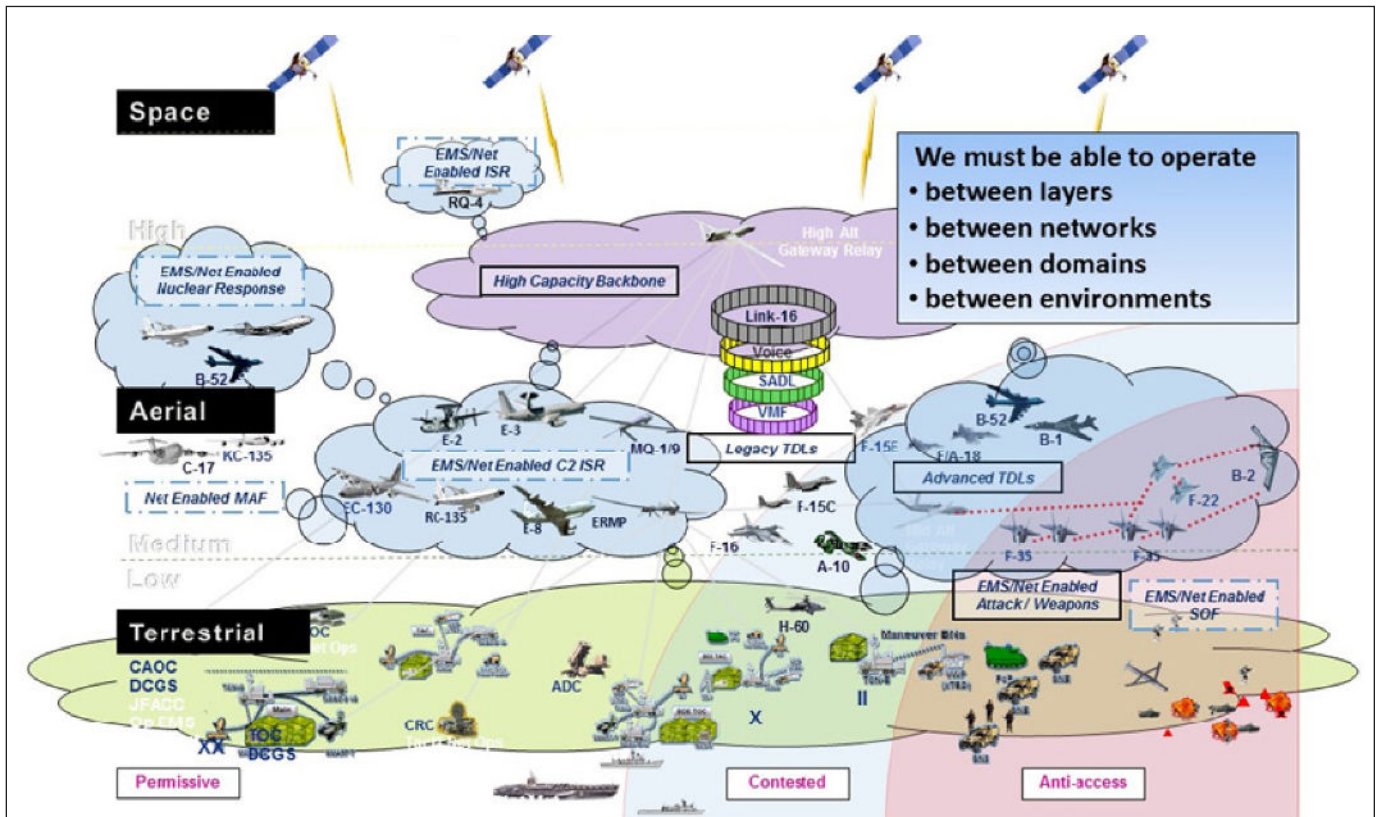 Space
EMS/Net
Enabled ISR
RQ-4
We must be able to operate
• between layers
• between networks
• between domains
• between environments
High
High Alt
Gateway Relay
EMS/Net Enabled
Nuclear Response
High Capacity Backbone
Link-16
Voice
SADL
VMF
B-52
Aerial
C-17
KC-135
E-2
E-3
MQ-1/9
Legacy TDLs
F-15E
F/A-18
B-52
B-1
EMS/Net Enabled C2 ISR
Advanced TDLs
B-2
F-22
Net Enabled MAF
EC-130
RC-135
E-8
ERMP
F-15C
F-16
A-10
F-35
F-35
Medium
Low
EMS/Net Enabled
Attack / Weapons
EMS/Net Enabled
SOF
H-60
Terrestrial
Maneuver BNs
CAOC
DCGS
JFACC
Main
ADC
CRC
XX
TOC
DCGS
X
II
Permissive
Contested
Anti-access